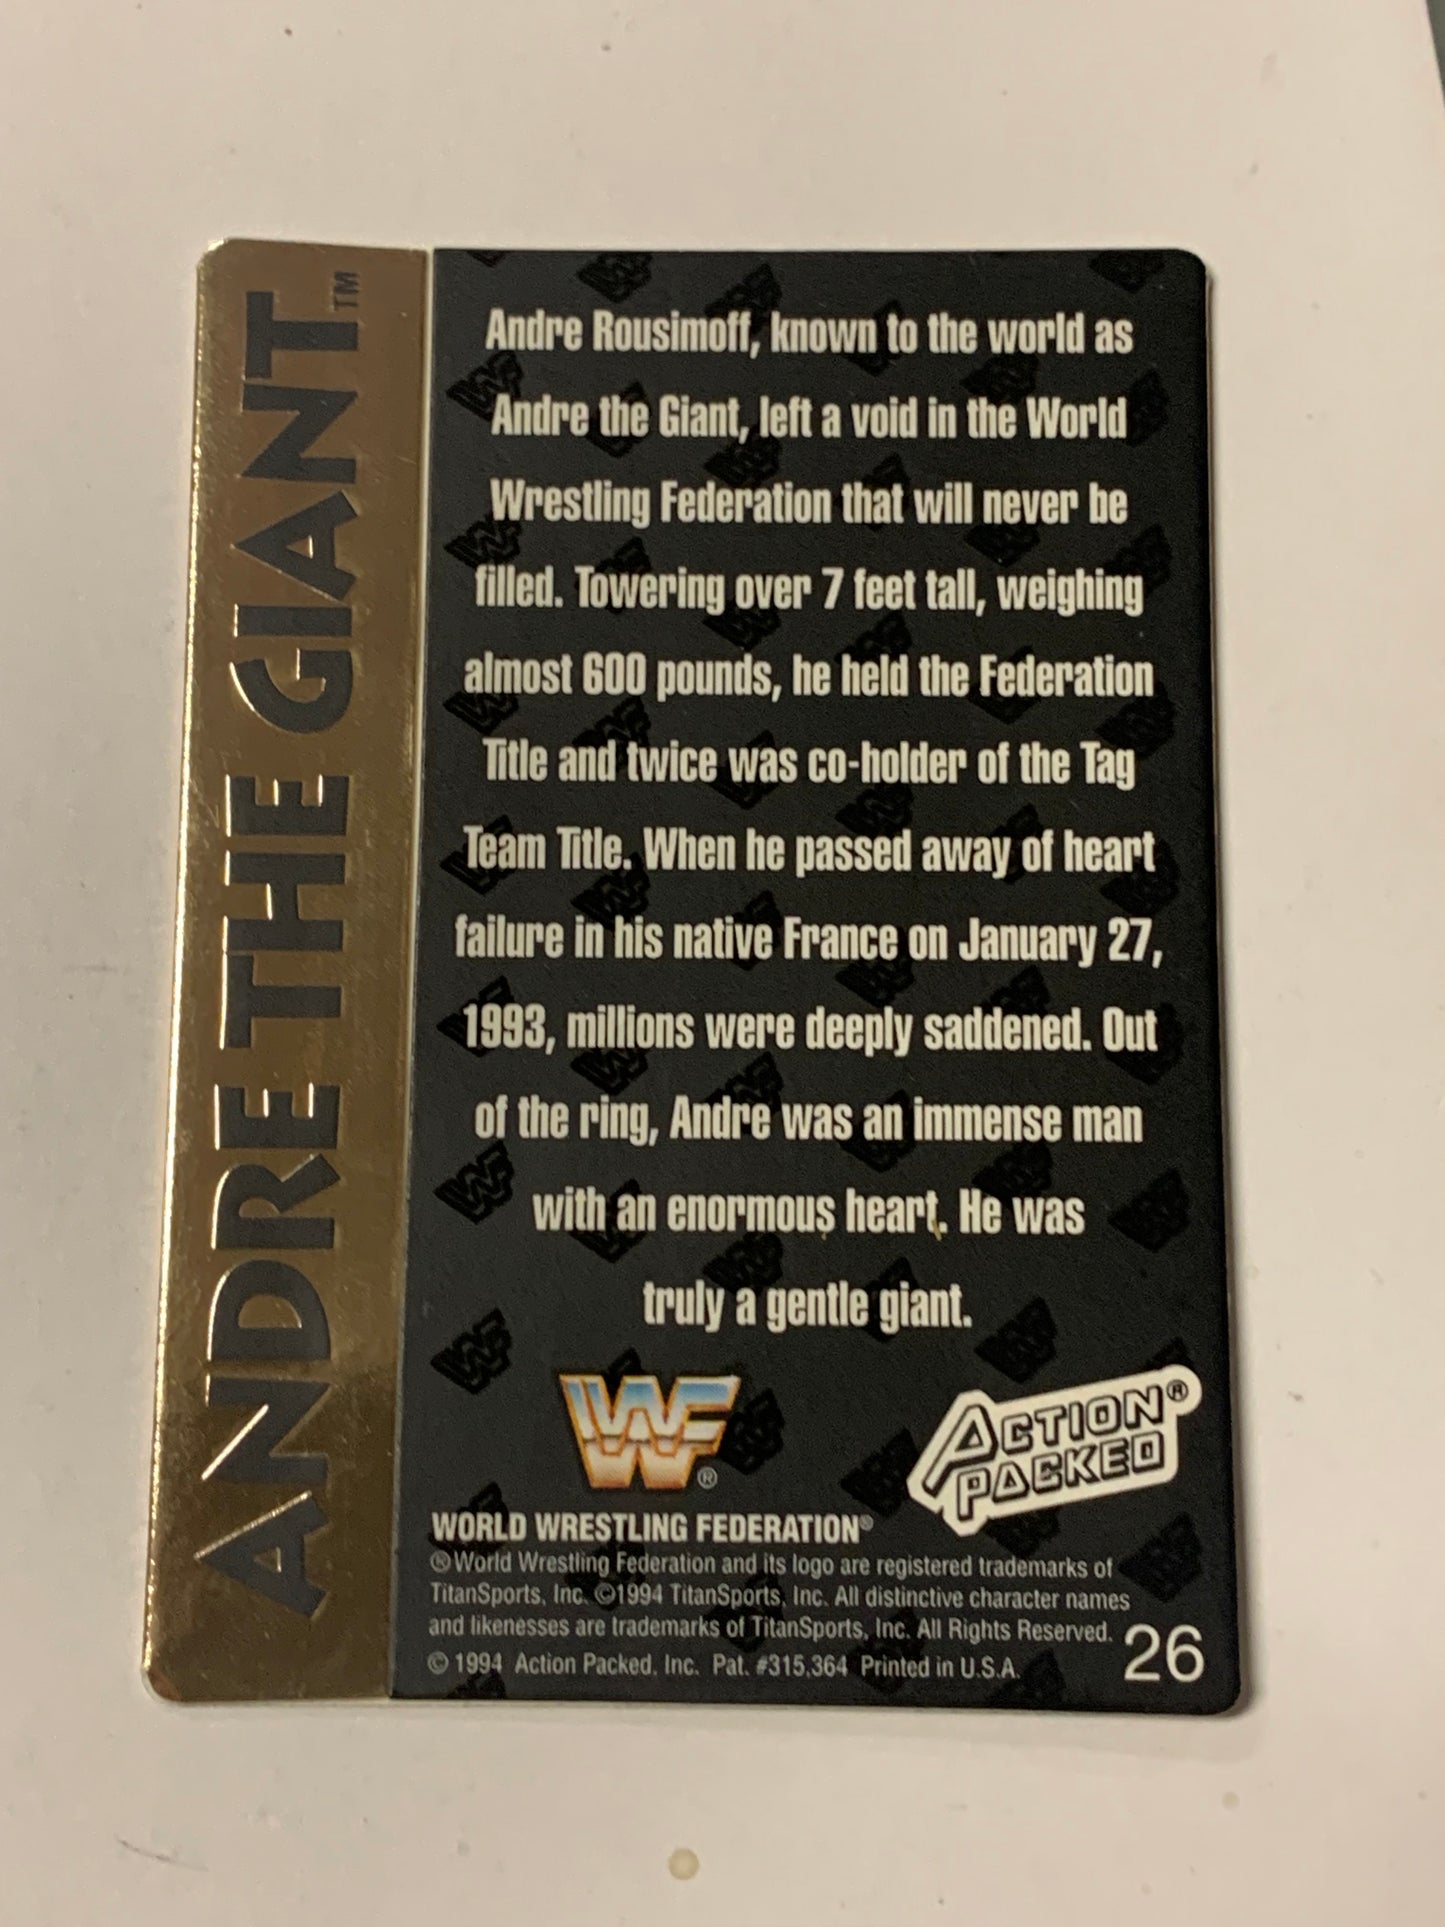 ANDRE THE GIANT™
Andre Rousimoff, known to the world as
Andre the Giant, left a void in the World
Wrestling Federation that will never be
filled. Towering over 7 feet tall, weighing
almost 600 pounds, he held the Federation
Title and twice was co-holder of the Tag
Team Title. When he passed away of heart
failure in his native France on January 27,
1993, millions were deeply saddened. Out
of the ring, Andre was an immense man
with an enormous heart. He was
truly a gentle giant.
WF®
ACTION®
PACKED
WORLD WRESTLING FEDERATION®
®World Wrestling Federation and its logo are registered trademarks of
TitanSports, Inc. ©1994 TitanSports, Inc. All distinctive character names
and likenesses are trademarks of TitanSports, Inc. All Rights Reserved.
© 1994 Action Packed, Inc. Pat. #315,364 Printed in U.S.A.
26